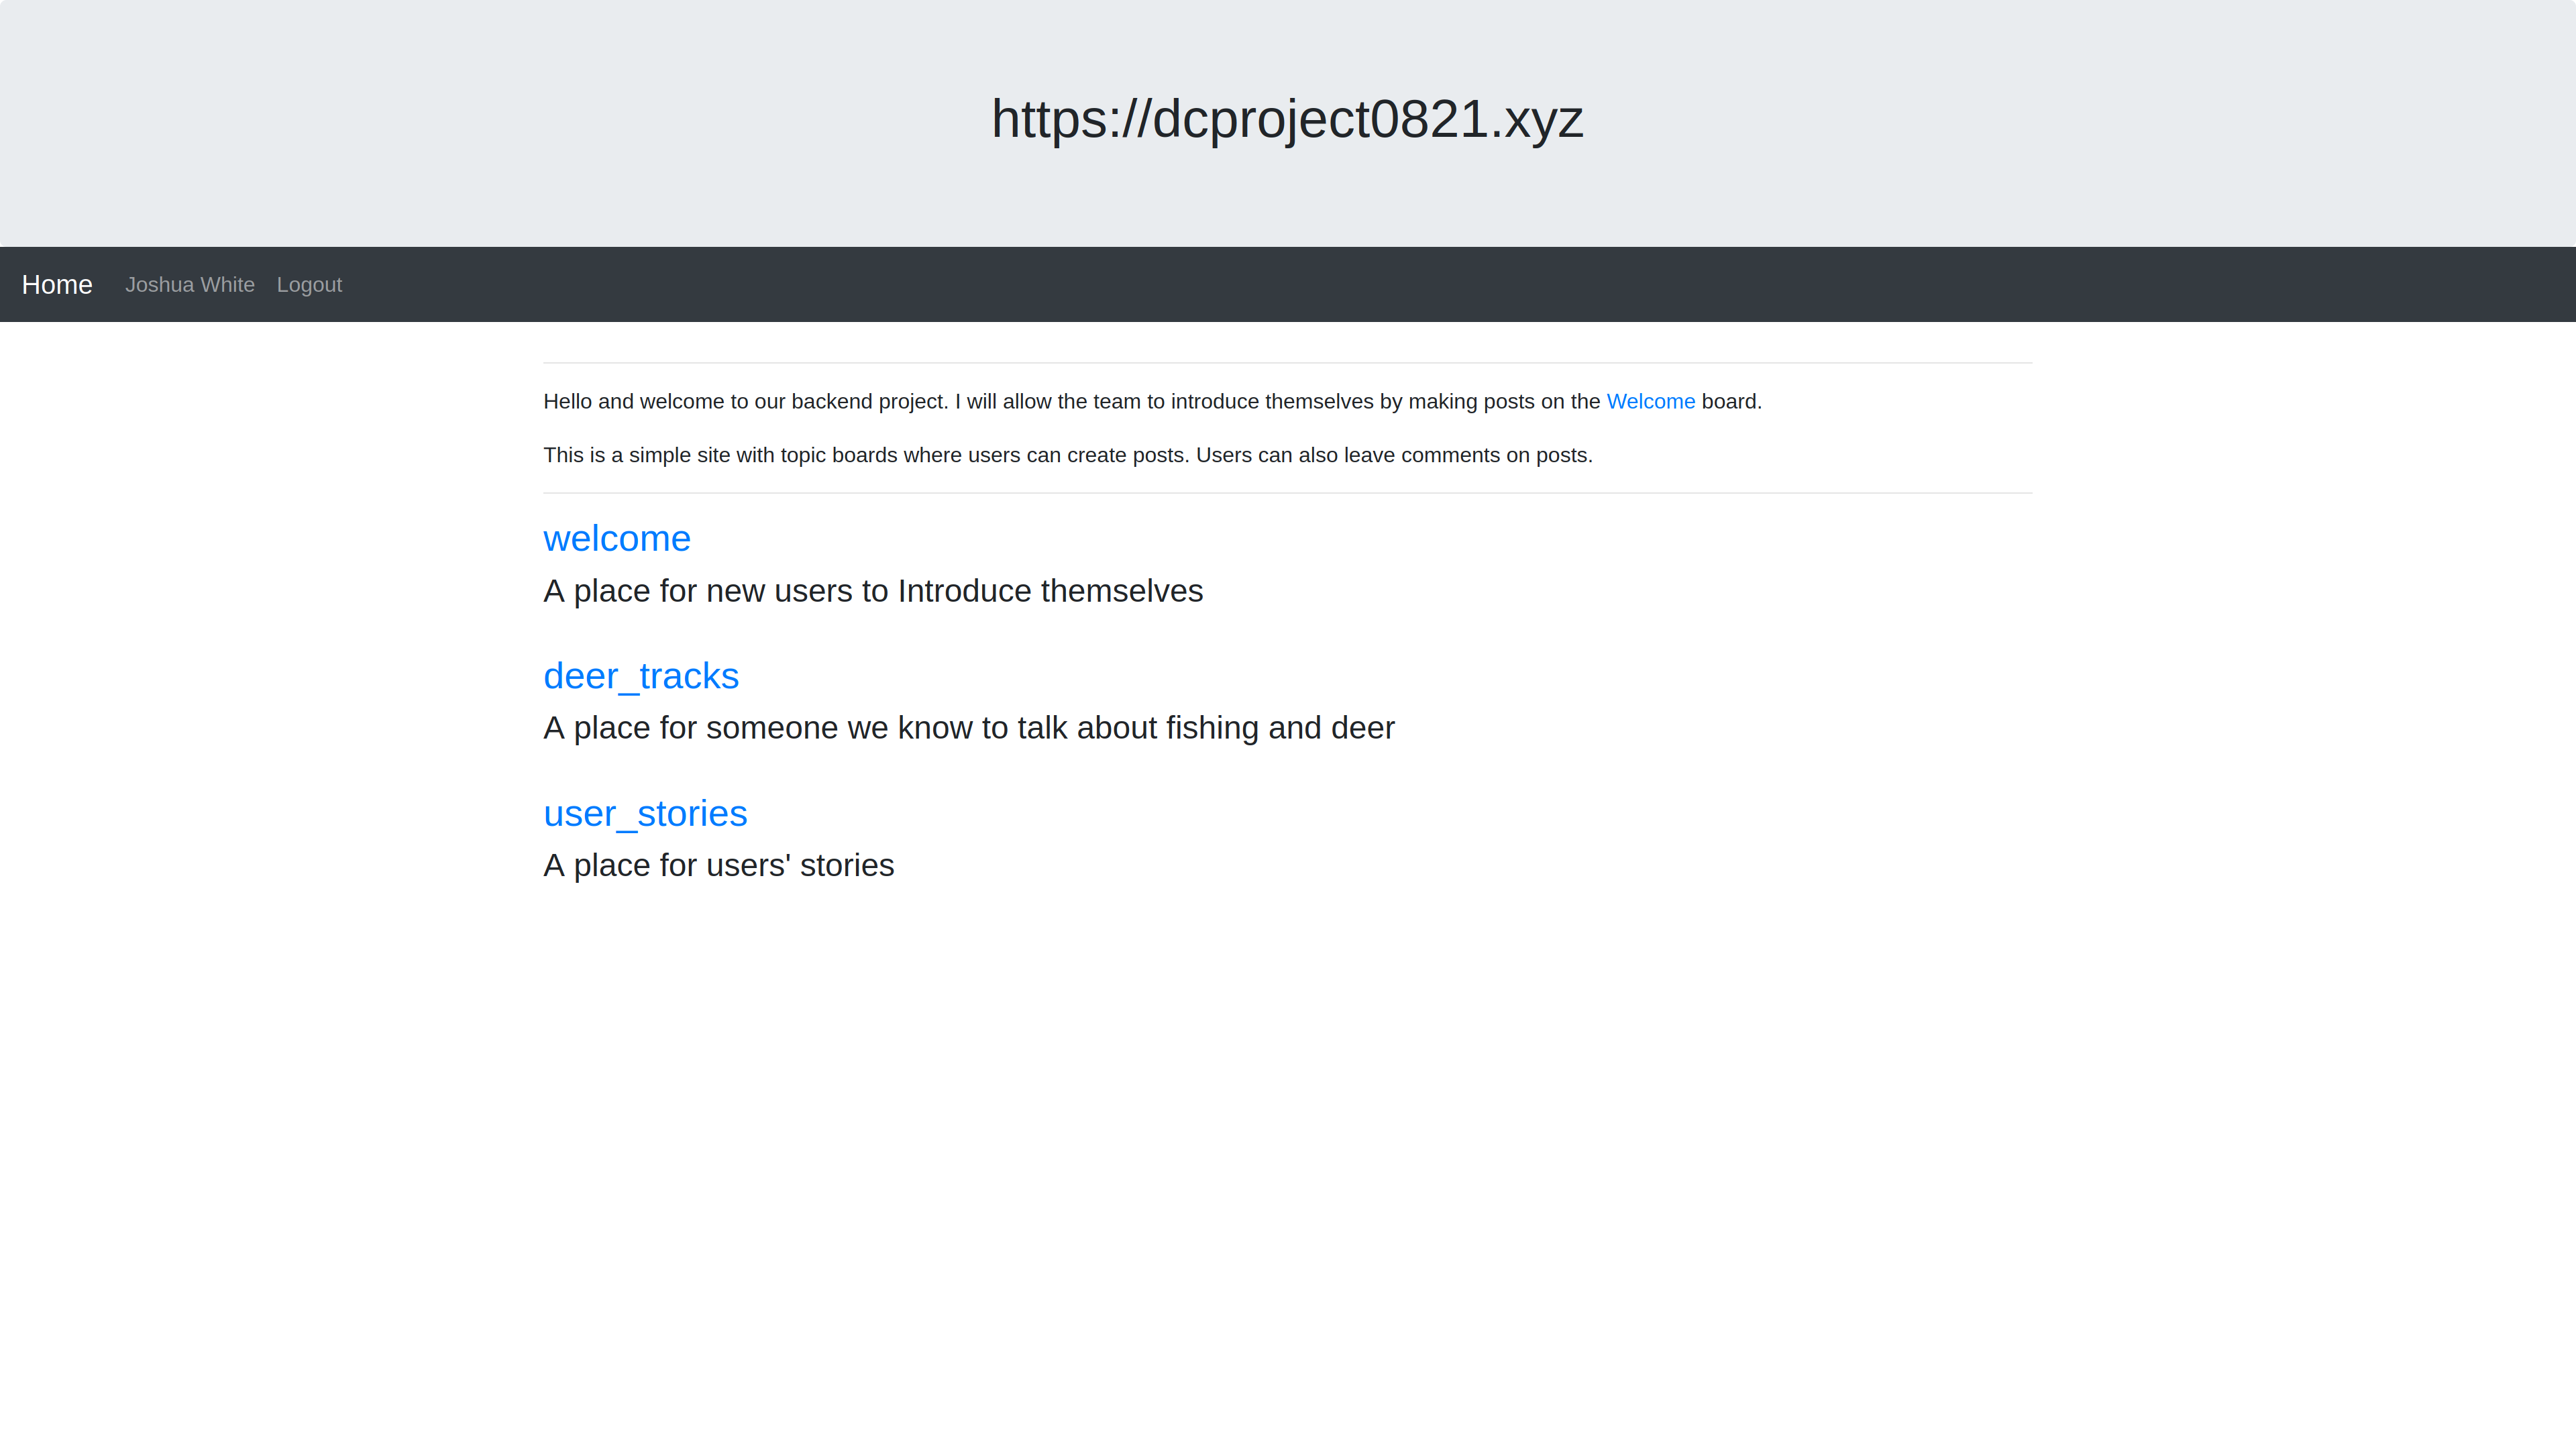 https://dcproject0821.xyz
Home Joshua White Logout
Hello and welcome to our backend project. I will allow the team to introduce themselves by making posts on the Welcome board.
This is a simple site with topic boards where users can create posts. Users can also leave comments on posts.
welcome
A place for new users to Introduce themselves
deer_tracks
A place for someone we know to talk about fishing and deer
user_stories
A place for users' stories